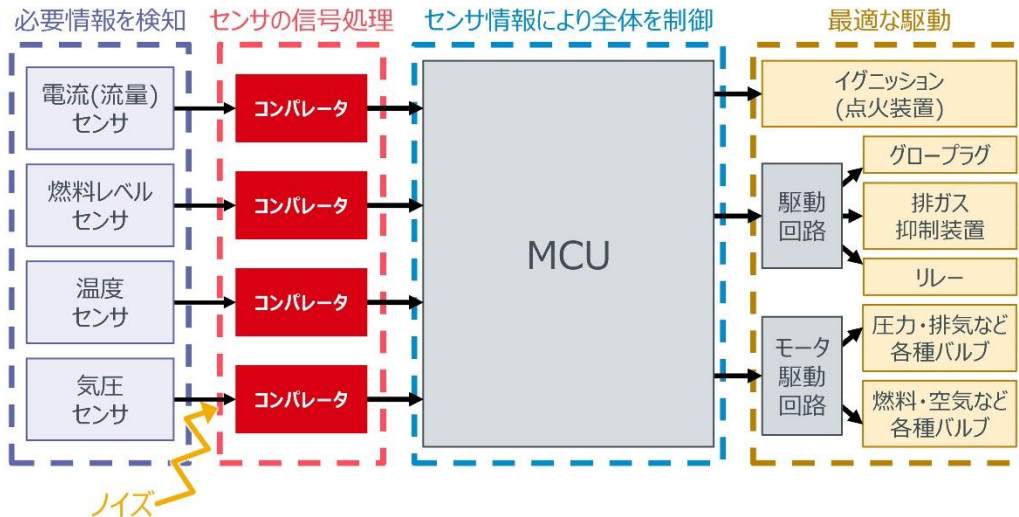 必要情報を検知
センサの信号処理
センサ情報により全体を制御
最適な駆動
電流(流量)
センサ
燃料レベル
センサ
温度
センサ
気圧
センサ
コンパレータ
コンパレータ
コンパレータ
コンパレータ
MCU
イグニッション
(点火装置)
駆動
回路
グロープラグ
排ガス
抑制装置
リレー
モータ
駆動
回路
圧力・排気など
各種バルブ
燃料・空気など
各種バルブ
ノイズ